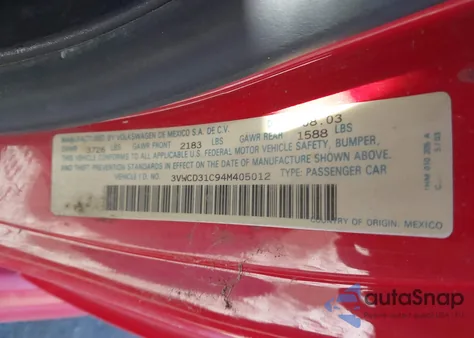 MANUFACTURED BY VOLKSWAGEN DE MEXICO S.A. DE C.V. 08.03
GVWR 3726 LBS GAWR FRONT 2183 LBS GAWR REAR 1588 LBS
THIS VEHICLE CONFORMS TO ALL APPLICABLE U.S. FEDERAL MOTOR VEHICLE SAFETY, BUMPER,
AND THEFT PREVENTION STANDARDS IN EFFECT ON THE DATE OF MANUFACTURE SHOWN ABOVE.
VEHICLE I.D. NO.: 3VWCD31C94M405012 TYPE: PASSENGER CAR
COUNTRY OF ORIGIN: MEXICO
autaSnap